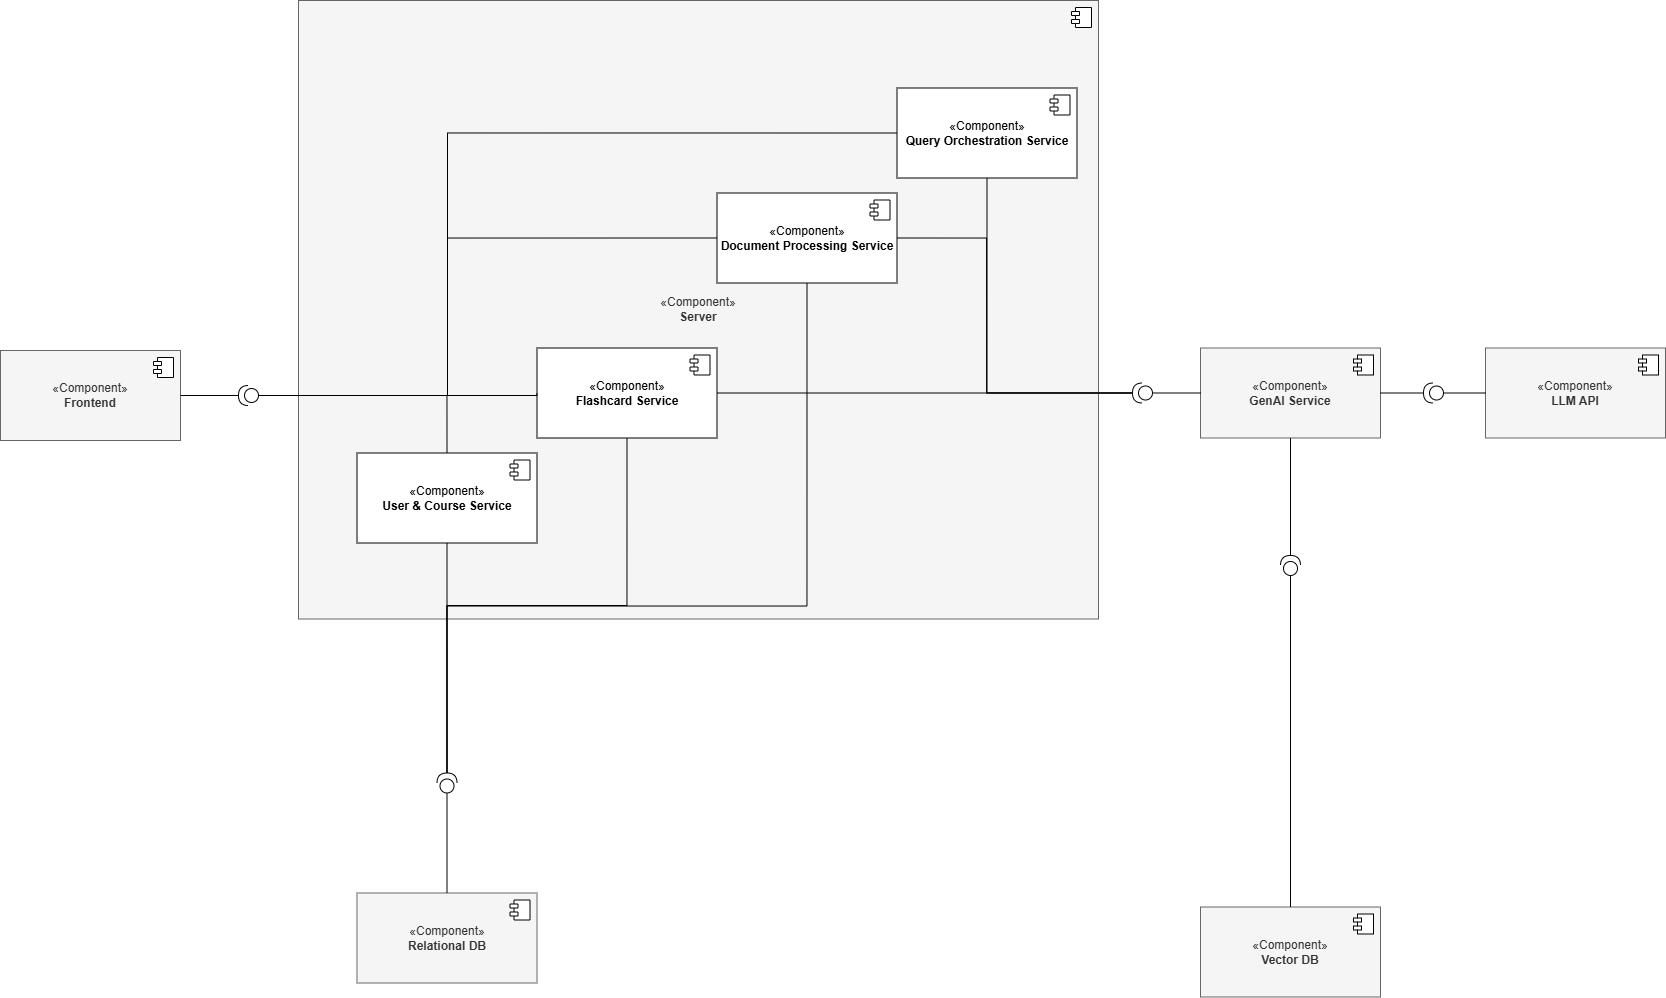 «Component»
Query Orchestration Service
«Component»
Document Processing Service
«Component»
Server
«Component»
Frontend
«Component»
Flashcard Service
«Component»
GenAI Service
«Component»
LLM API
«Component»
User & Course Service
«Component»
Relational DB
«Component»
Vector DB